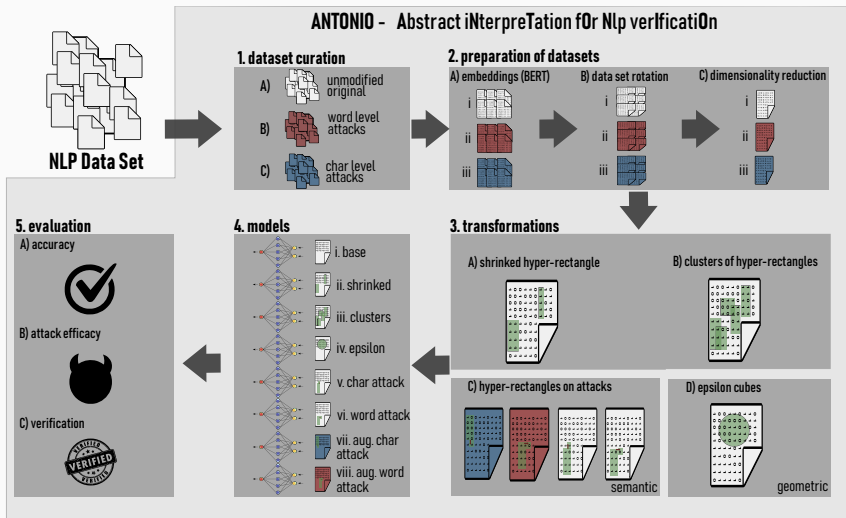 ANTONIO - Abstract iNterpreTation fOr Nlp verIficatiOn
NLP Data Set
1. dataset curation
A) unmodified
original
B) word level
attacks
C) char level
attacks
2. preparation of datasets
A) embeddings (BERT)
i
ii
iii
B) data set rotation
i
ii
iii
C) dimensionality reduction
i
ii
iii
3. transformations
A) shrinked hyper-rectangle
B) clusters of hyper-rectangles
C) hyper-rectangles on attacks
semantic
D) epsilon cubes
geometric
4. models
i. base
ii. shrinked
iii. clusters
iv. epsilon
v. char attack
vi. word attack
vii. aug. char
attack
viii. aug. word
attack
5. evaluation
A) accuracy
B) attack efficacy
C) verification
VERIFIED
VERIFIED
VERIFIED